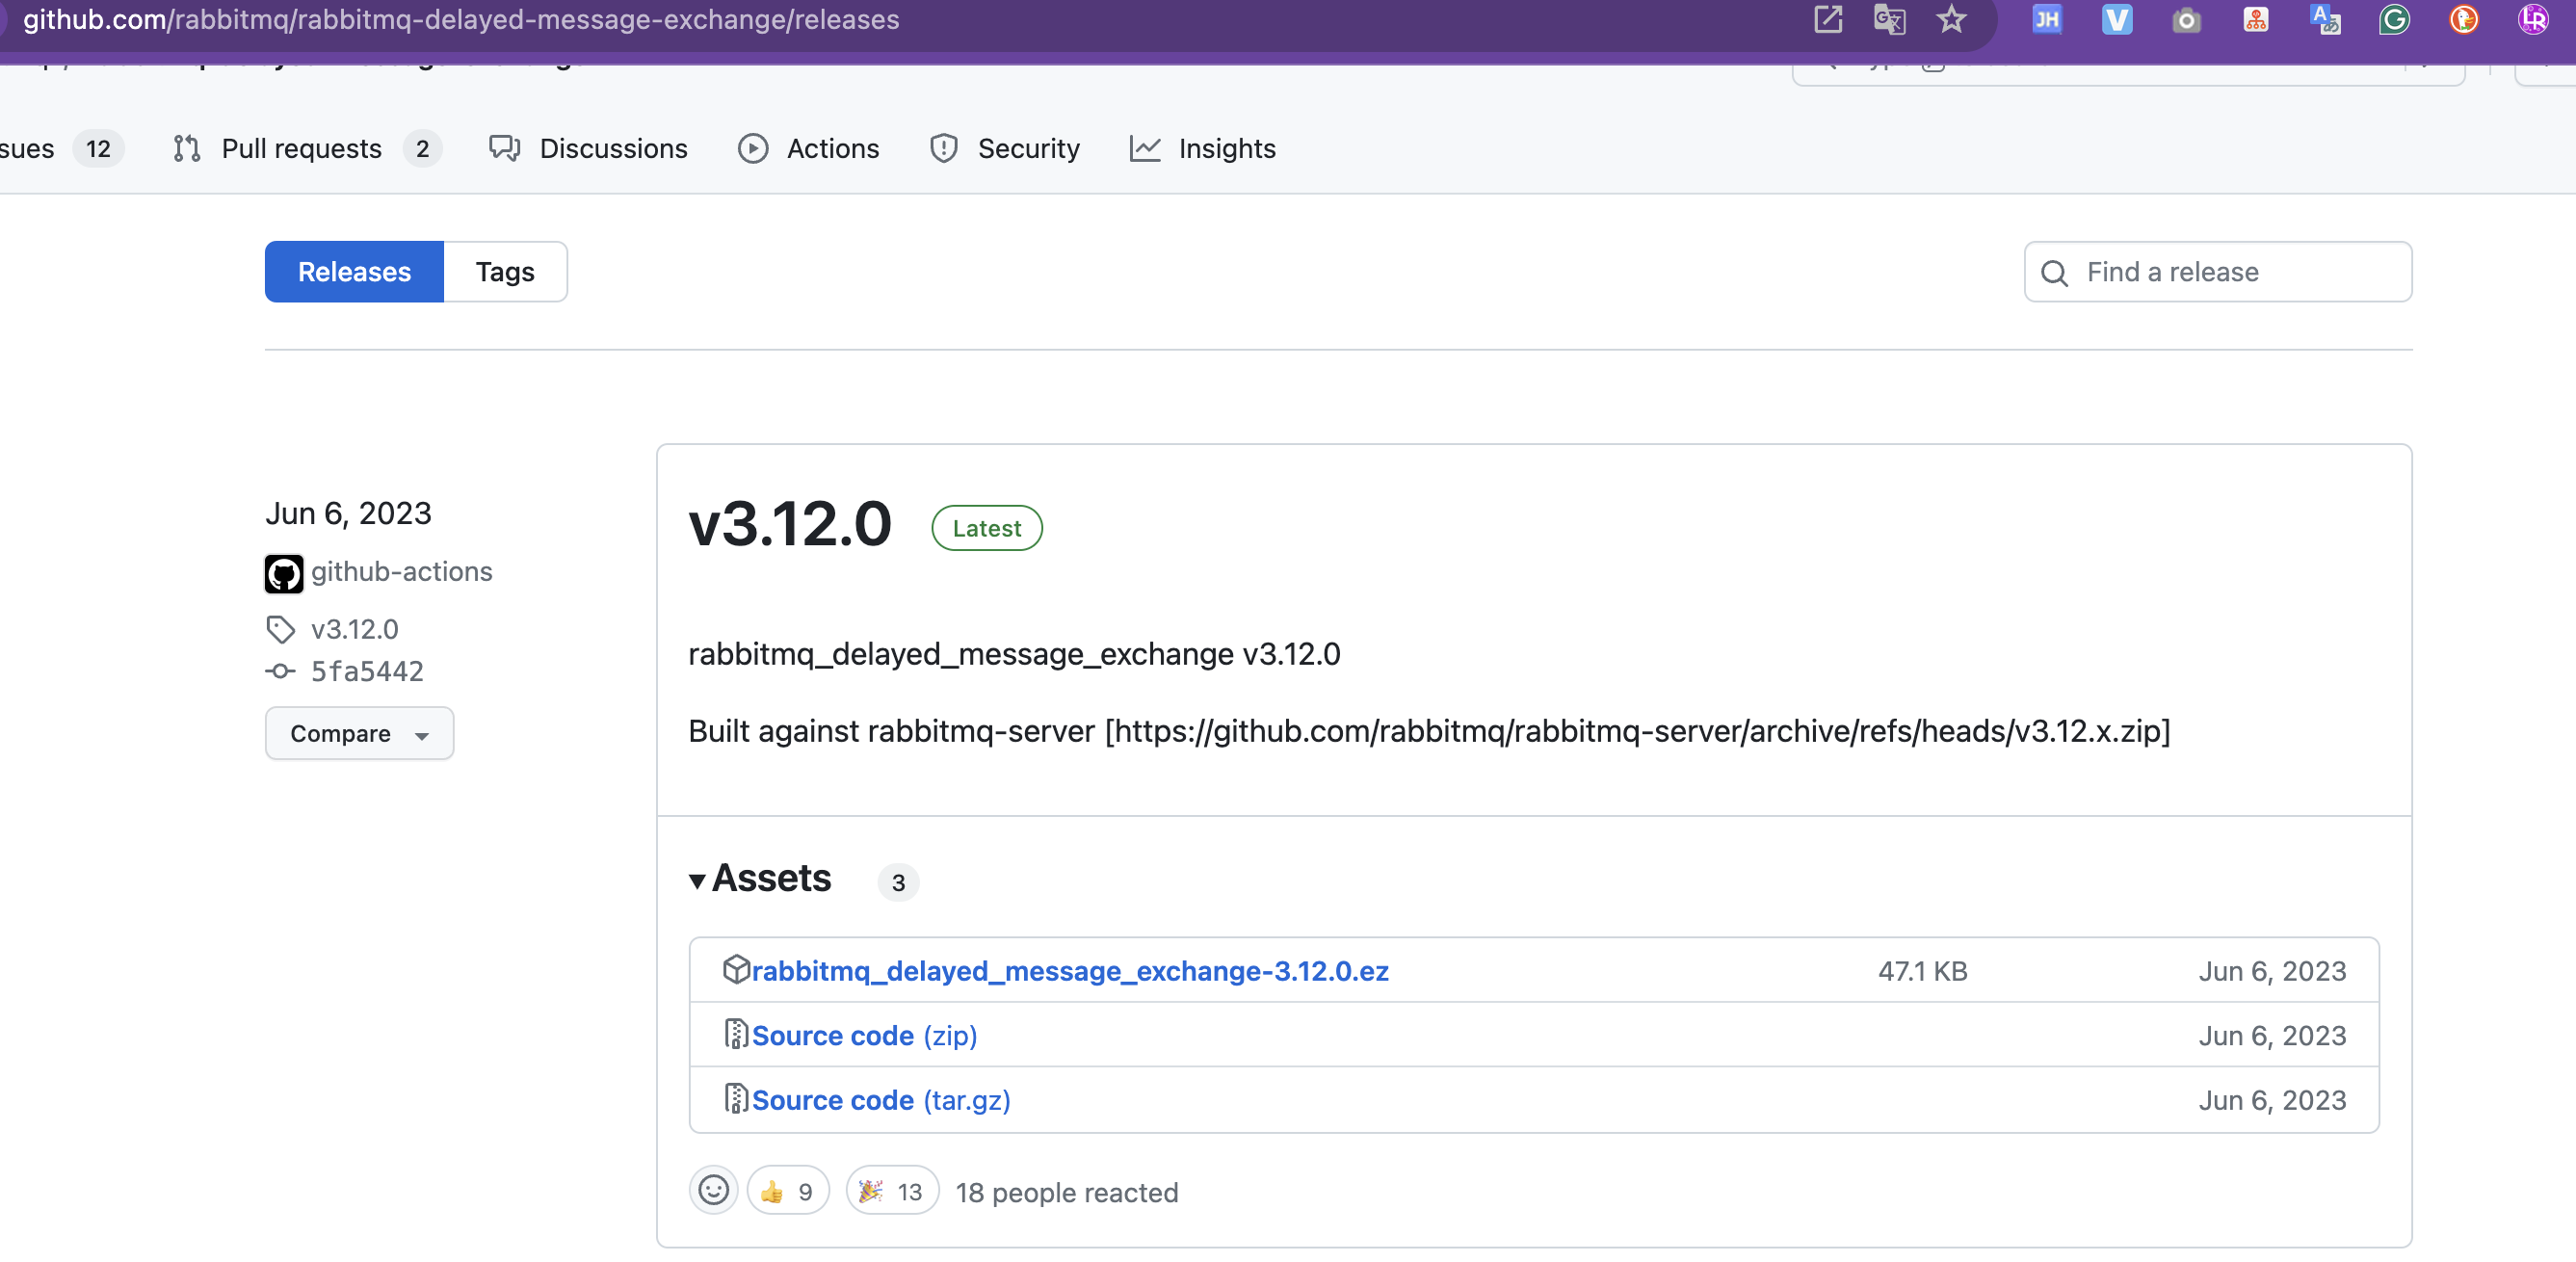 github.com/rabbitmq/rabbitmq-delayed-message-exchange/releases
JH
sues 12 Pull requests 2 Discussions Actions Security Insights
Releases Tags Find a release
Jun 6, 2023
github-actions
v3.12.0
5fa5442
Compare
v3.12.0 Latest
rabbitmq_delayed_message_exchange v3.12.0
Built against rabbitmq-server [https://github.com/rabbitmq/rabbitmq-server/archive/refs/heads/v3.12.x.zip]
Assets 3
rabbitmq_delayed_message_exchange-3.12.0.ez 47.1 KB Jun 6, 2023
Source code (zip) Jun 6, 2023
Source code (tar.gz) Jun 6, 2023
9 13 18 people reacted